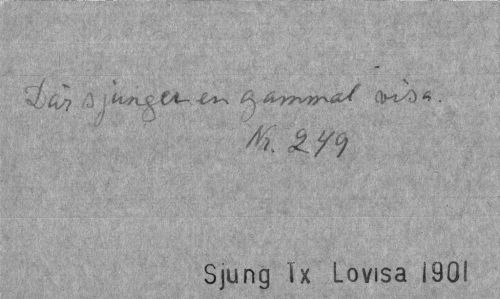 Där sjunger en gammal visa.
Nr. 249
Sjung Tx Lovisa 1901